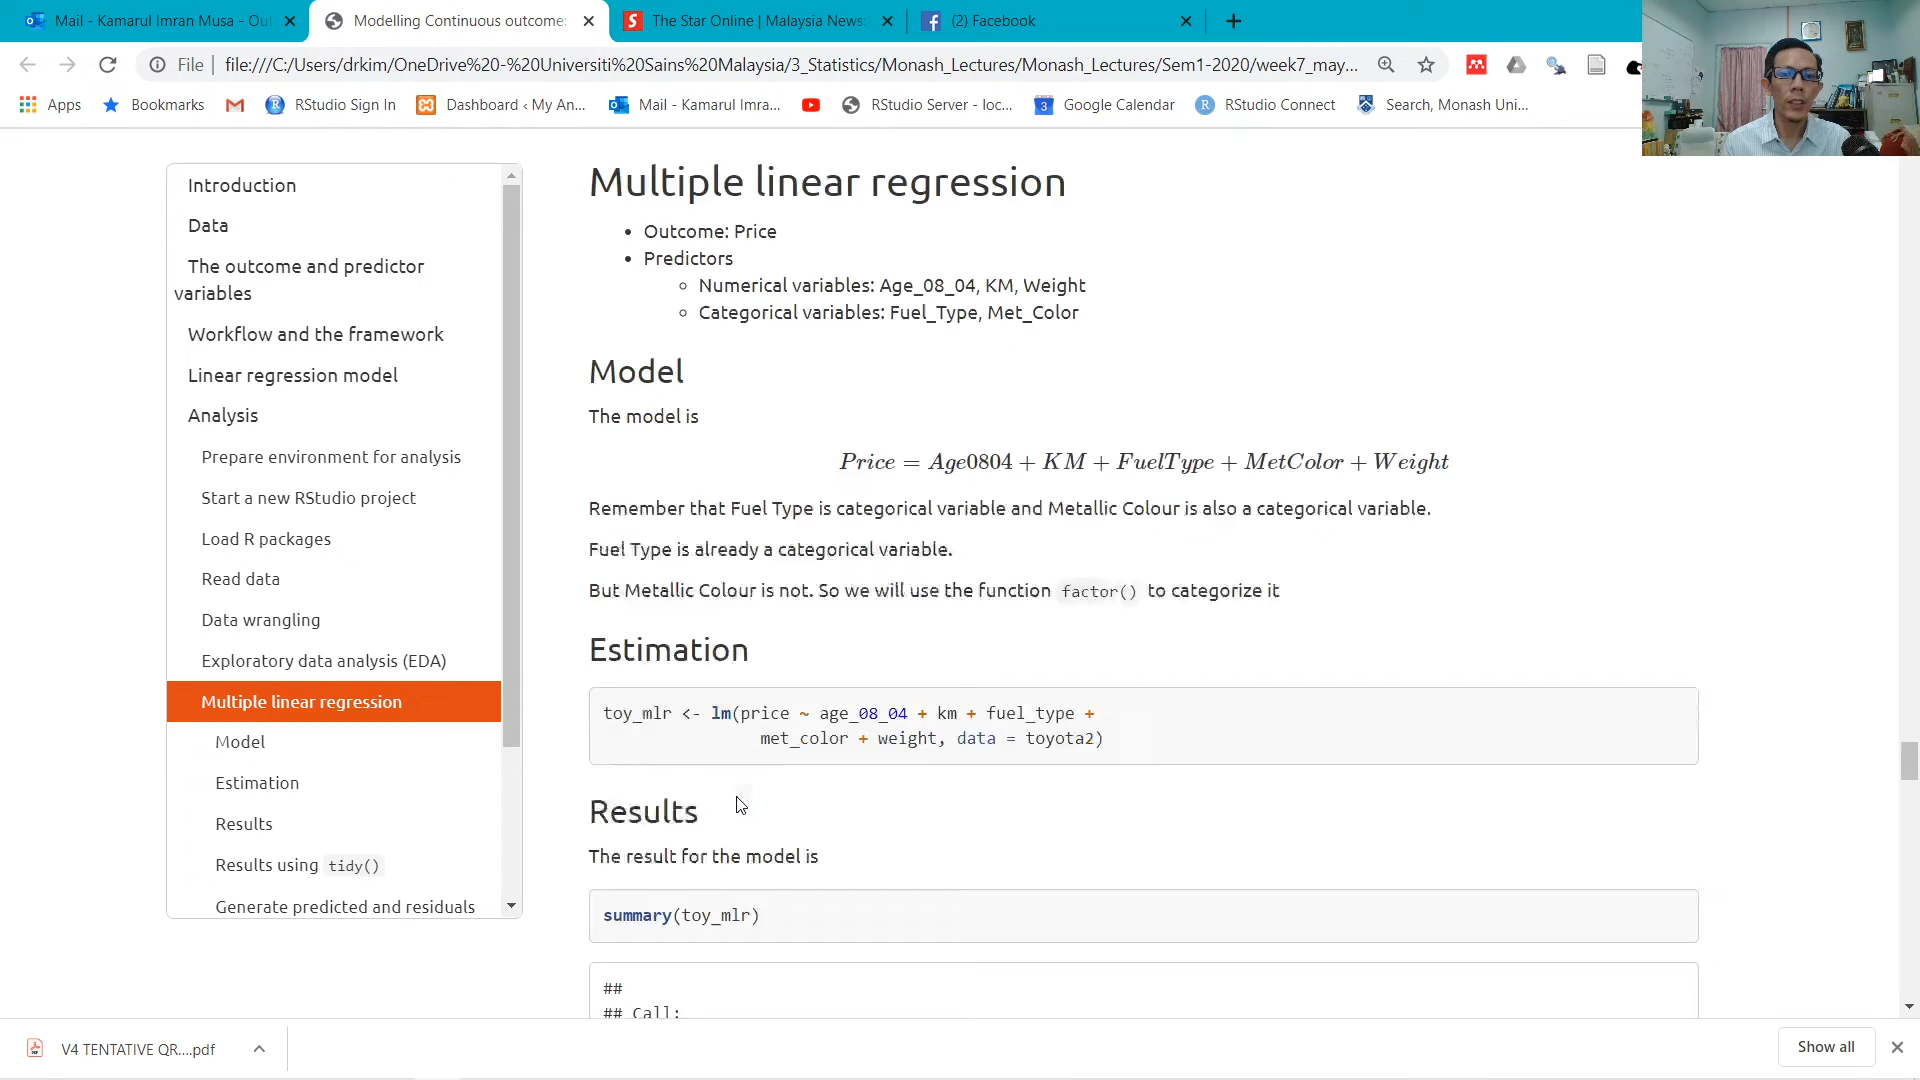 Mail - Kamarul Imran Musa - Ou
Modelling Continuous outcome:
The Star Online | Malaysia News
(2) Facebook
File
file:///C:/Users/drkim/OneDrive%20-%20Universiti%20Sains%20Malaysia/3_Statistics/Monash_Lectures/Monash_Lectures/Sem1-2020/week7_may...
Apps
Bookmarks
RStudio Sign In
Dashboard ‹ My An...
Mail - Kamarul Imra...
RStudio Server - loc...
3
Google Calendar
RStudio Connect
Search, Monash Uni...
Introduction
Data
The outcome and predictor
variables
Workflow and the framework
Linear regression model
Analysis
Prepare environment for analysis
Start a new RStudio project
Load R packages
Read data
Data wrangling
Exploratory data analysis (EDA)
Multiple linear regression
Model
Estimation
Results
Results using tidy()
Generate predicted and residuals
Multiple linear regression
• Outcome: Price
• Predictors
◦ Numerical variables: Age_08_04, KM, Weight
◦ Categorical variables: Fuel_Type, Met_Color
Model
The model is
Price = Age0804 + KM + FuelType + MetColor + Weight
Remember that Fuel Type is categorical variable and Metallic Colour is also a categorical variable.
Fuel Type is already a categorical variable.
But Metallic Colour is not. So we will use the function factor() to categorize it
Estimation
toy_mlr <- lm(price ~ age_08_04 + km + fuel_type +
met_color + weight, data = toyota2)
Results
The result for the model is
summary(toy_mlr)
##
## Call:
V4 TENTATIVE QR....pdf
Show all